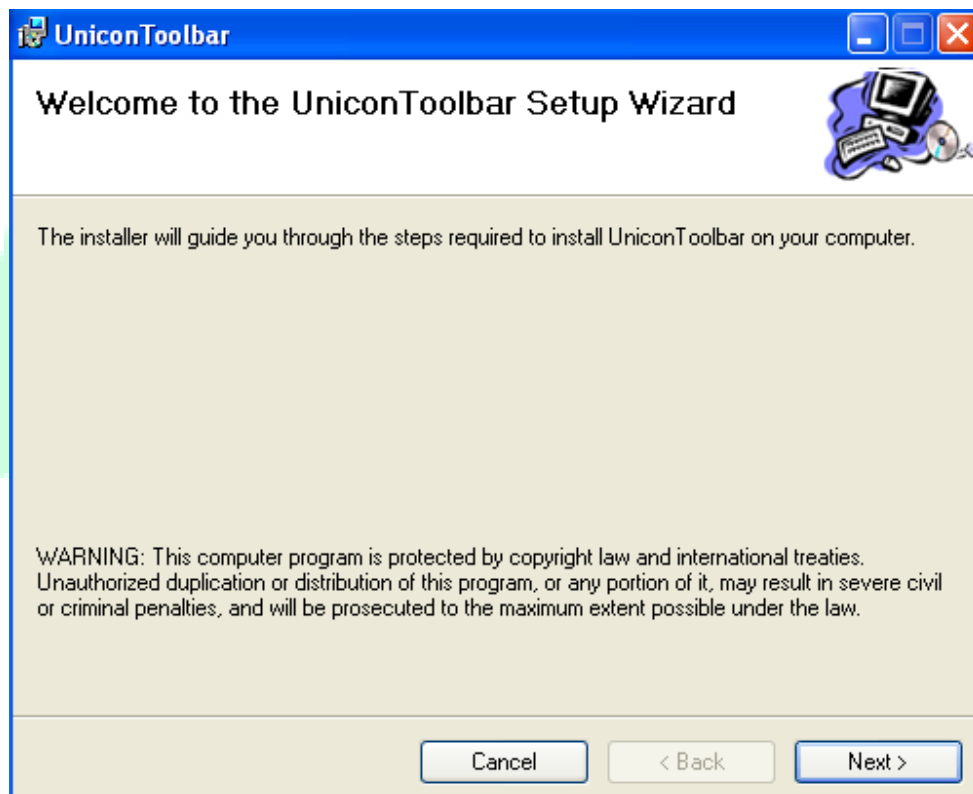 UniconToolbar
Welcome to the UniconToolbar Setup Wizard
The installer will guide you through the steps required to install UniconToolbar on your computer.
WARNING: This computer program is protected by copyright law and international treaties.
Unauthorized duplication or distribution of this program, or any portion of it, may result in severe civil
or criminal penalties, and will be prosecuted to the maximum extent possible under the law.
Cancel < Back Next >